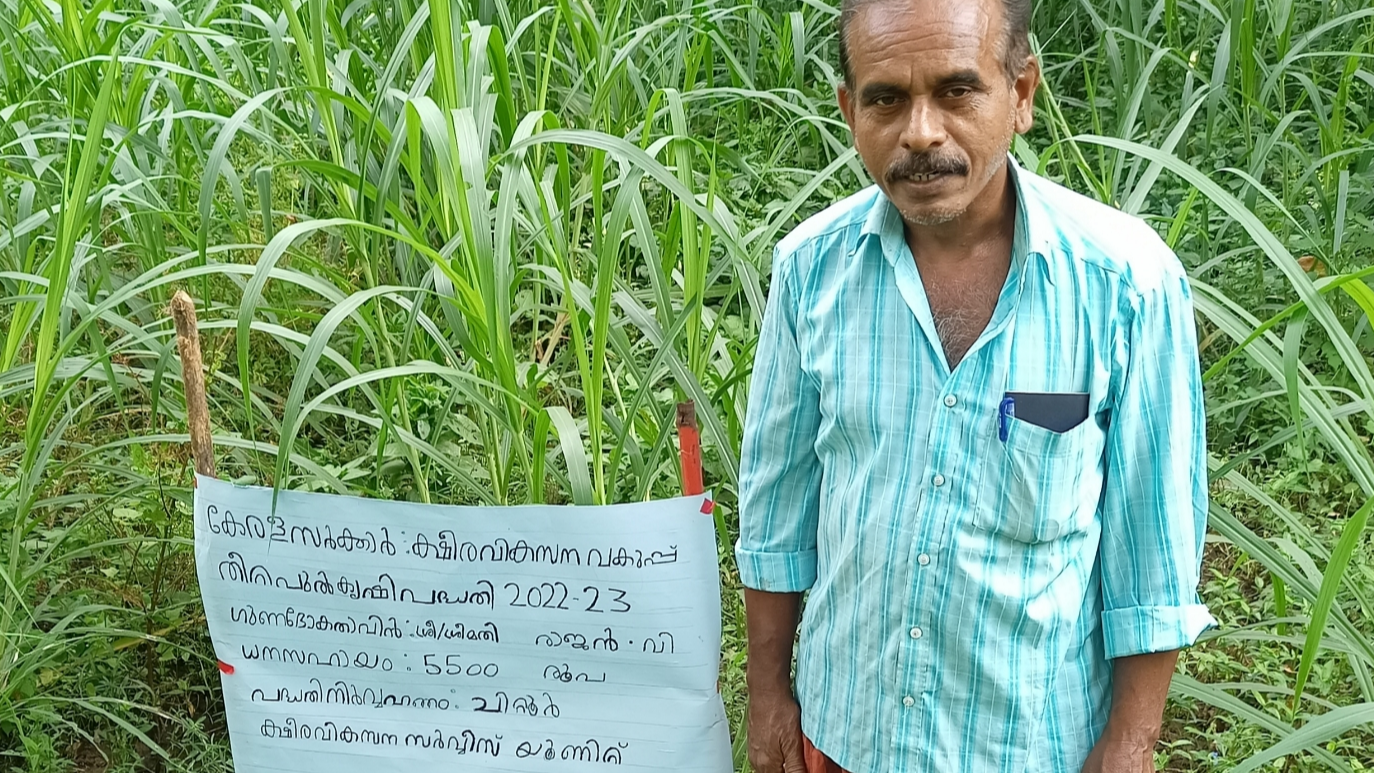 കേരളസർക്കാർ : ക്ഷീരവികസന വകുപ്പ്
തീറ്റപുൽകൃഷിപദ്ധതി 2022-23
ഗുണഭോക്താവിൻ : ശ്രീ/ശ്രീമതി രാജൻ . വി
ധനസഹായം : 5500 രൂപ
പദ്ധതിനിർവ്വഹണം : ചിറ്റൂർ
ക്ഷീരവികസന സർവ്വീസ് യൂണിറ്റ്